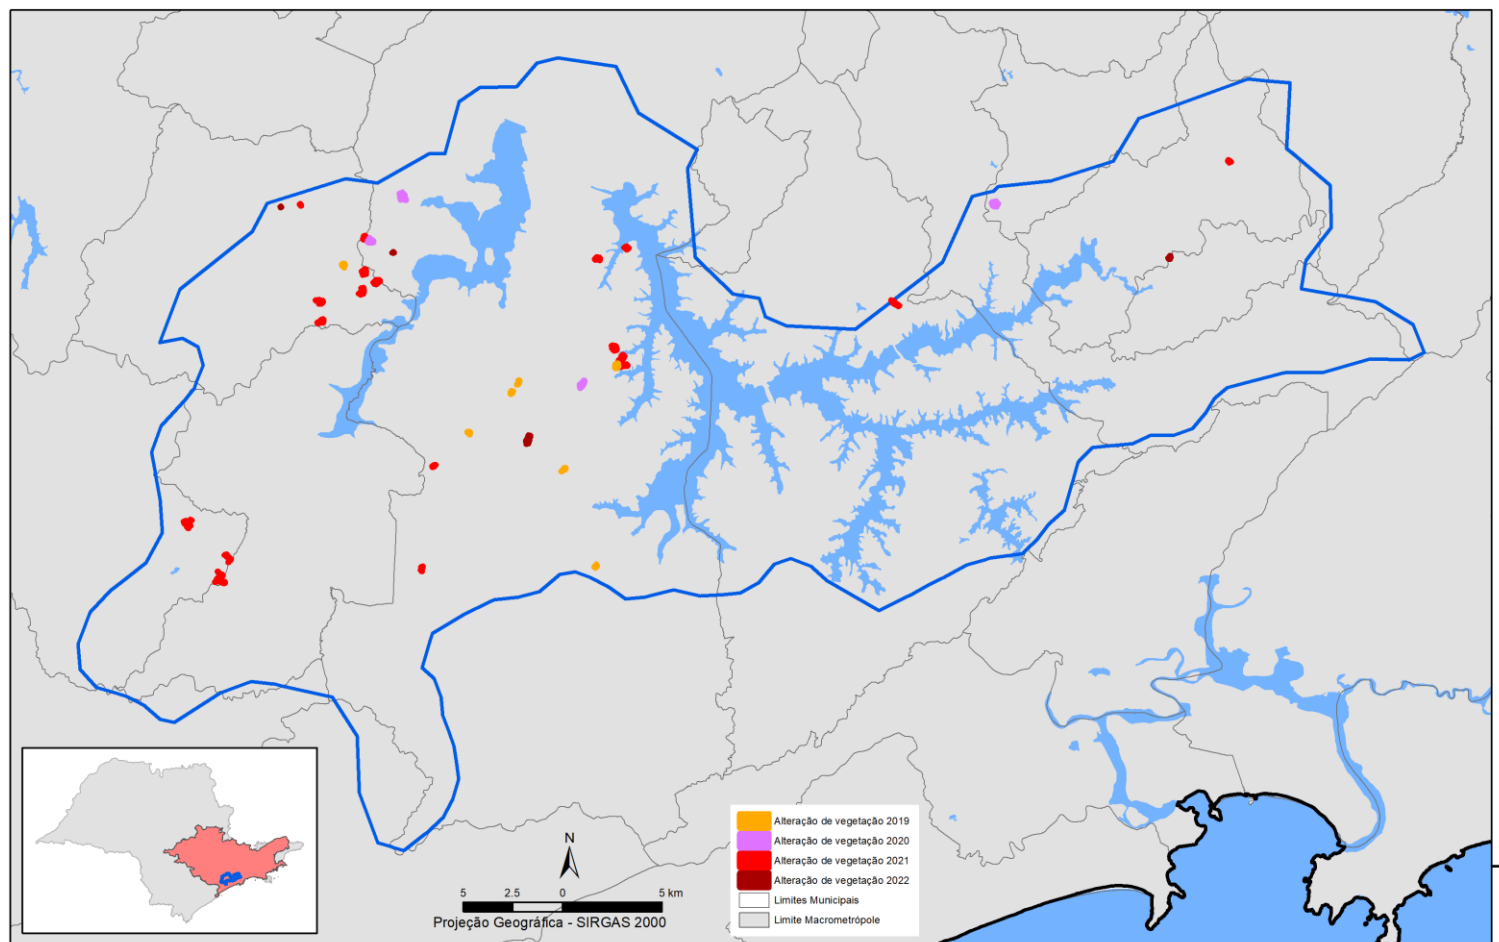 N
5 2.5 0 5 km
Projeção Geográfica - SIRGAS 2000
Alteração de vegetação 2019
Alteração de vegetação 2020
Alteração de vegetação 2021
Alteração de vegetação 2022
Limites Municipais
Limite Macrometrópole